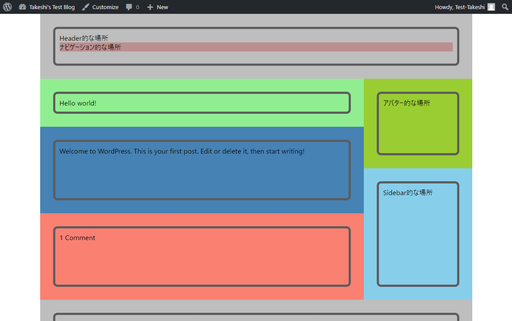 Takeshi's Test Blog
Customize
0
New
Howdy, Test-Takeshi
Header的な場所
ナビゲーション的な場所
Hello world!
アバター的な場所
Welcome to WordPress. This is your first post. Edit or delete it, then start writing!
Sidebar的な場所
1 Comment